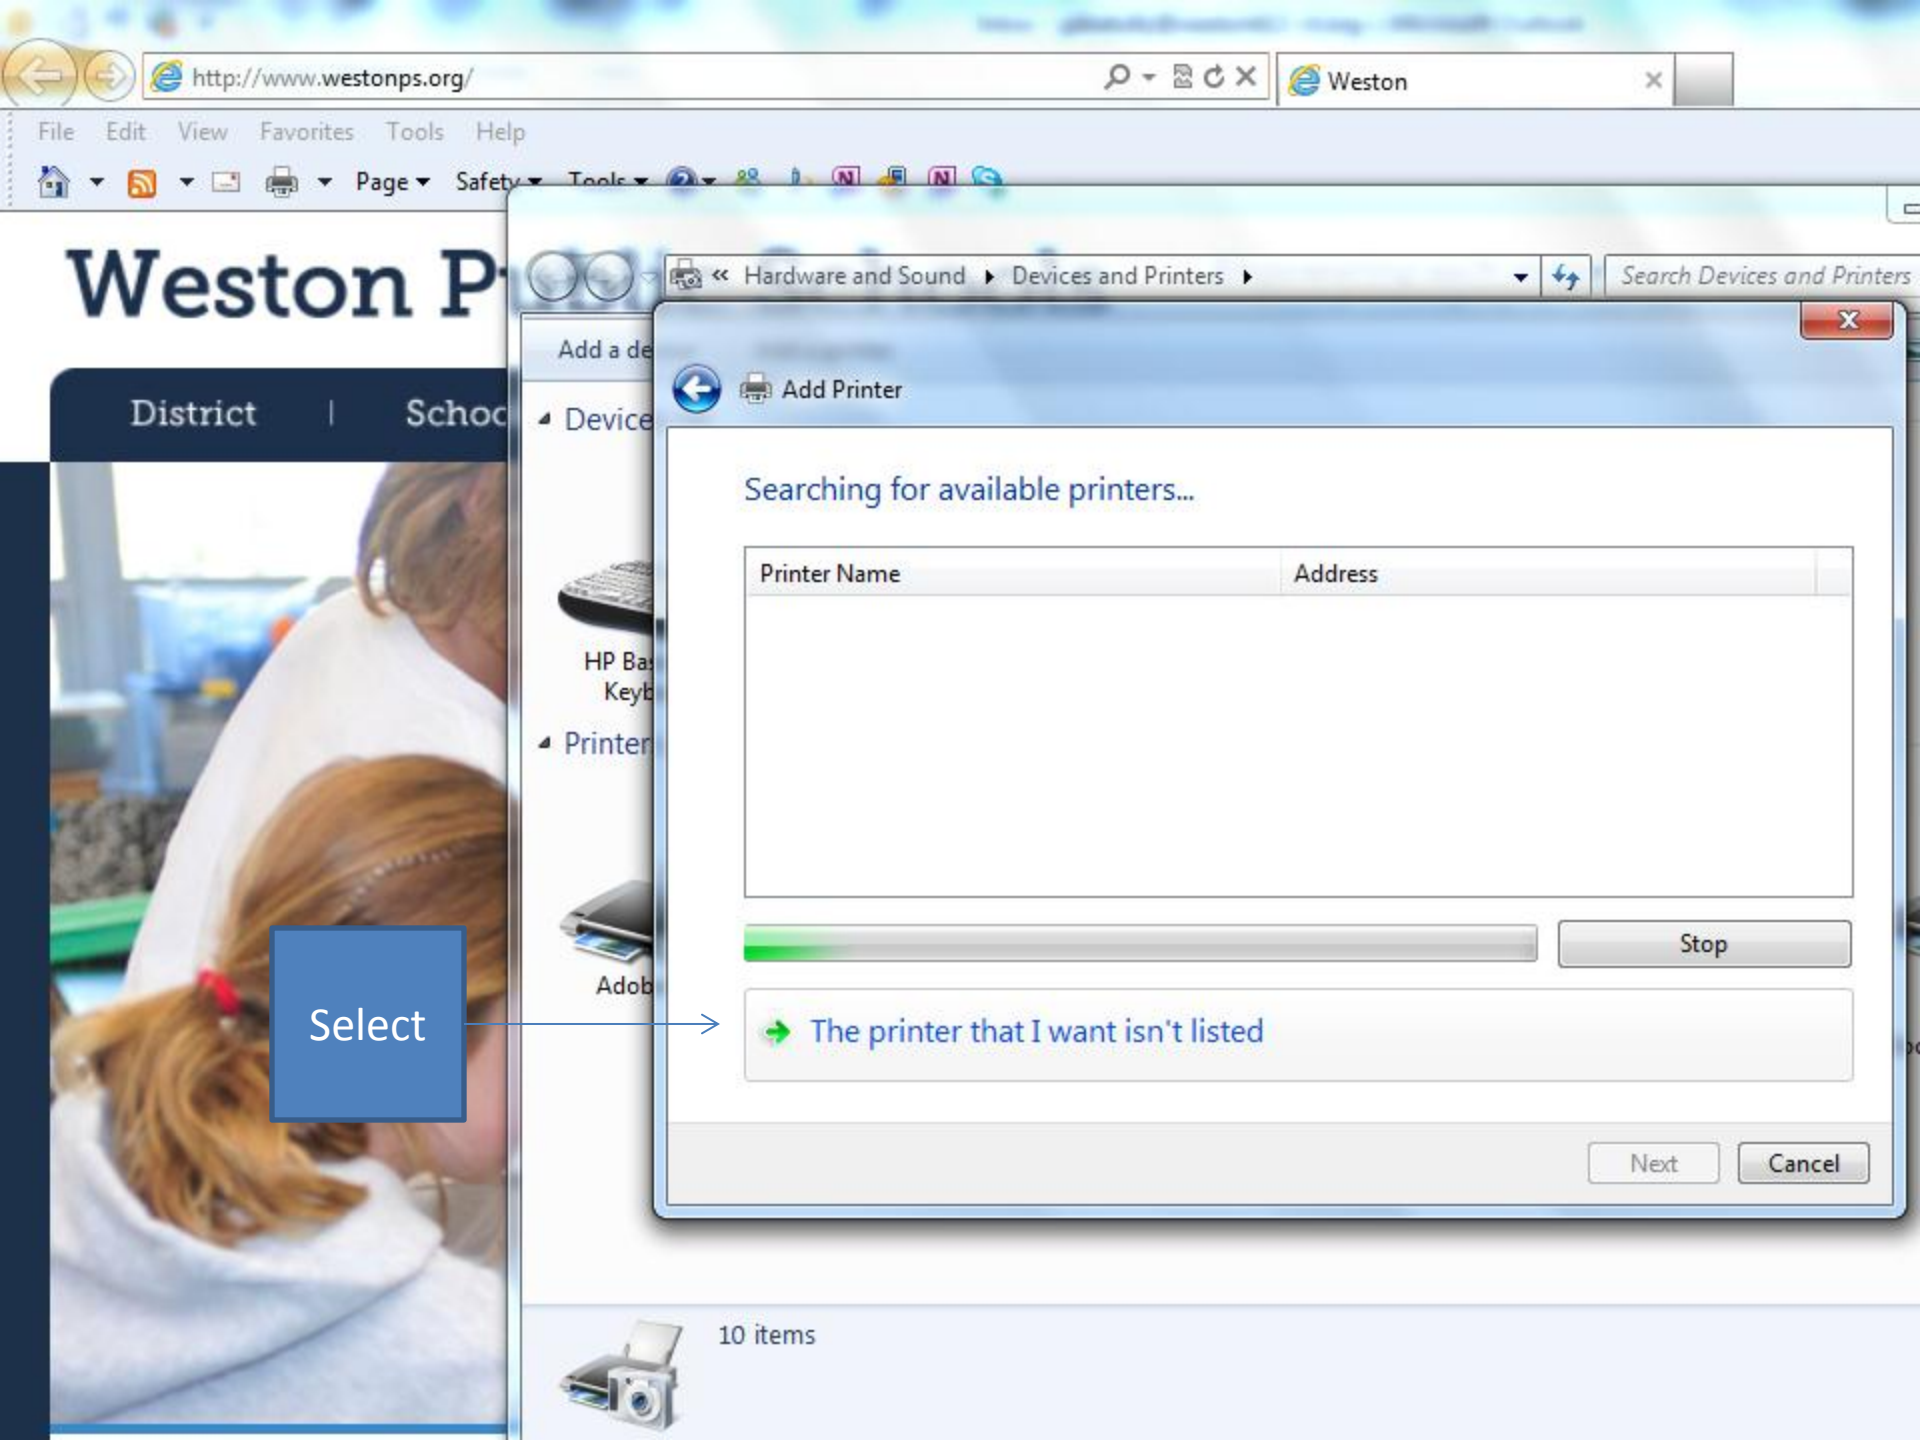 http://www.westonps.org/
Weston
File Edit View Favorites Tools Help
Page Safety Tools
Weston P
Hardware and Sound Devices and Printers
Search Devices and Printers
Add a de
Add Printer
District | Schoo
Device
Searching for available printers...
Printer Name Address
HP Bas
Keyb
Printer
Stop
Adob
Select
The printer that I want isn't listed
Next Cancel
10 items